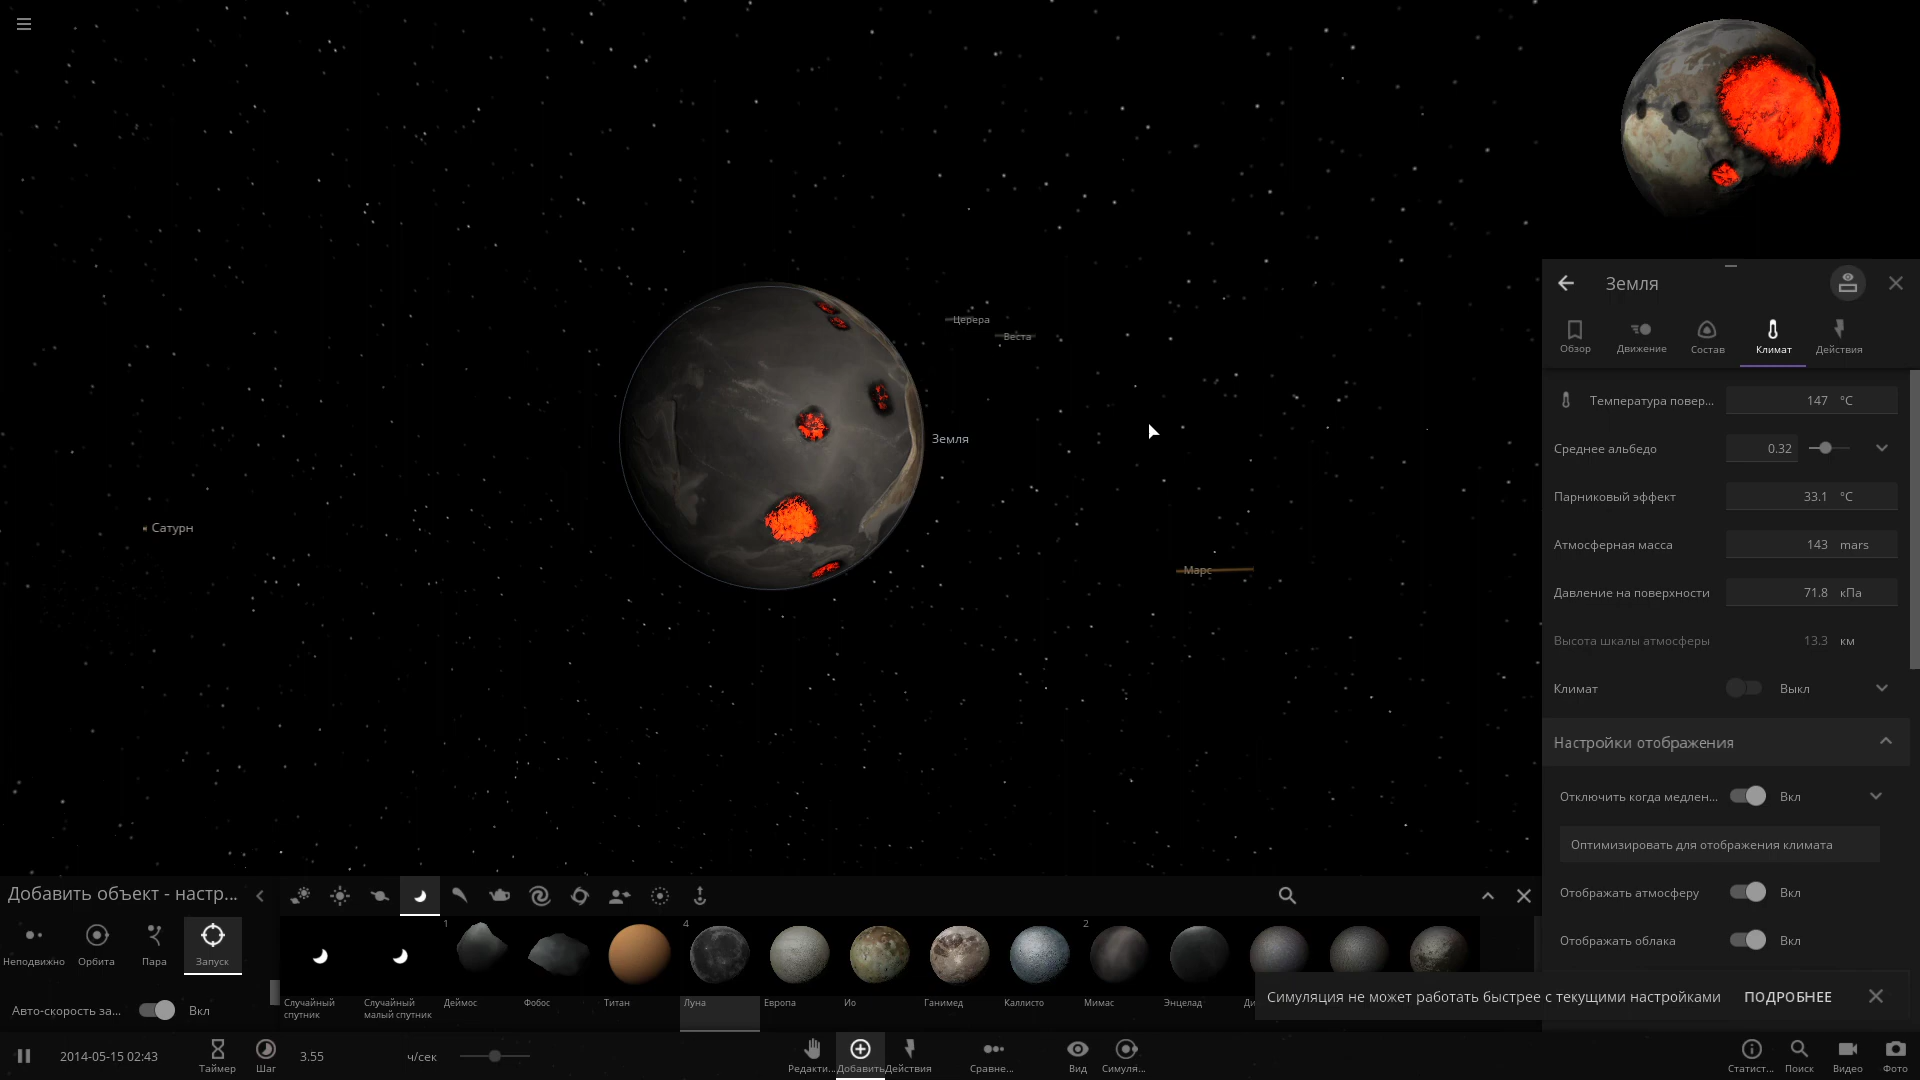 Церера
Веста
Земля
Сатурн
Марс
Земля
Обзор
Движение
Состав
Климат
Действия
Температура повер...
147 °C
Среднее альбедо
0.32
Парниковый эффект
33.1 °C
Атмосферная масса
143 mars
Давление на поверхности
71.8 кПа
Высота шкалы атмосферы
13.3 км
Климат
Выкл
Настройки отображения
Отключить когда медлен...
Вкл
Оптимизировать для отображения климата
Отображать атмосферу
Вкл
Отображать облака
Вкл
Добавить объект - настр...
Неподвижно
Орбита
Пара
Запуск
Авто-скорость за...
Вкл
1
4
2
Случайный спутник
Случайный малый спутник
Деймос
Фобос
Титан
Луна
Европа
Ио
Ганимед
Каллисто
Мимас
Энцелад
Симуляция не может работать быстрее с текущими настройками
ПОДРОБНЕЕ
2014-05-15 02:43
Таймер
Шаг
3.55
ч/сек
Редакти...
Добавить
Действия
Сравне...
Вид
Симуля...
Статист...
Поиск
Видео
Фото